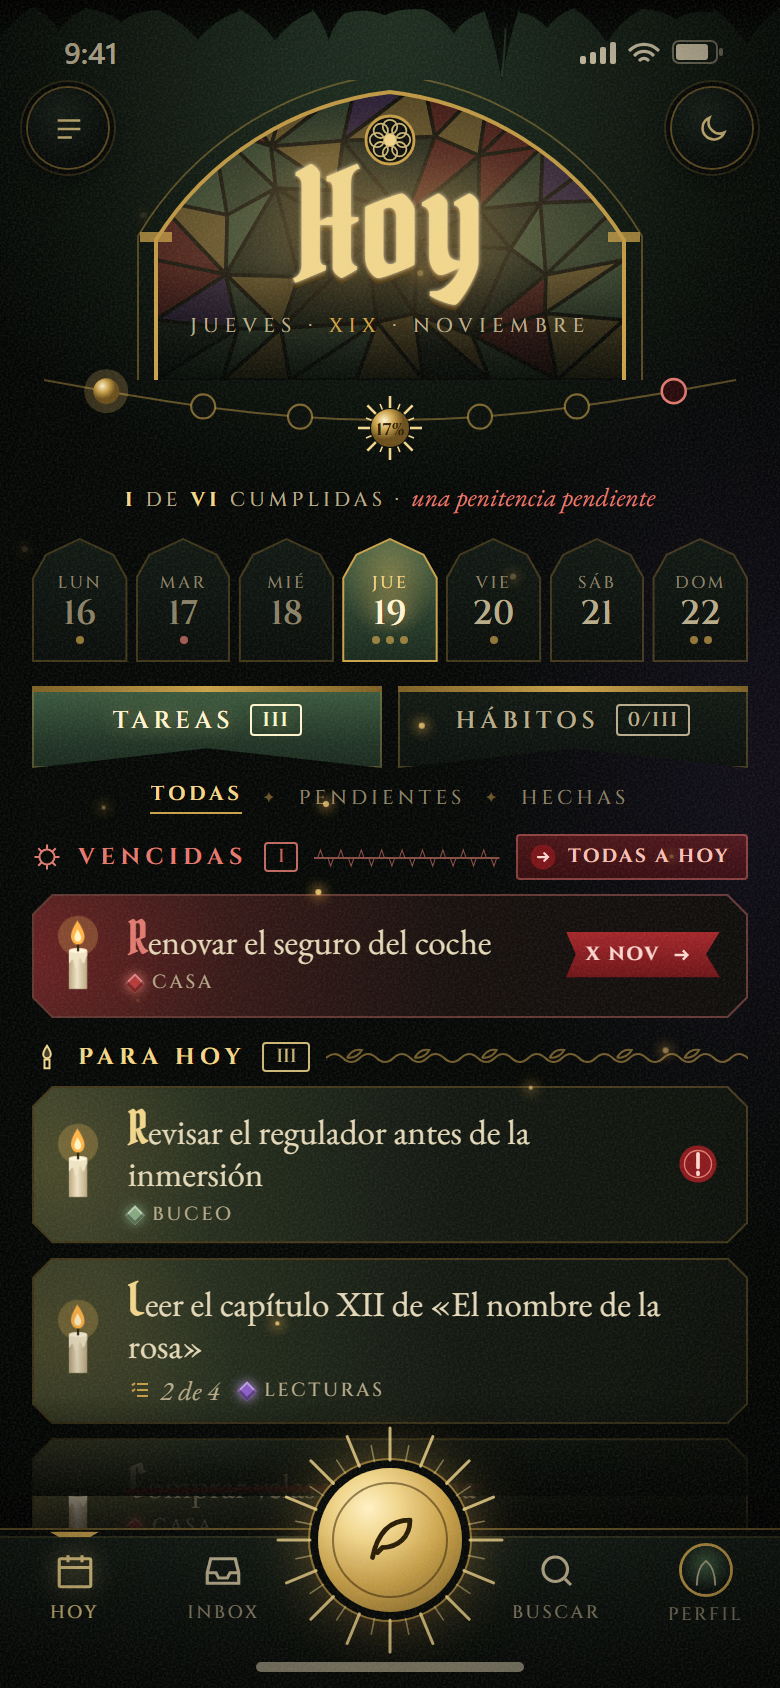 9:41
Hoy
JUEVES · XIX · NOVIEMBRE
17%
I DE VI CUMPLIDAS · una penitencia pendiente
LUN MAR MIÉ JUE VIE SÁB DOM
16 17 18 19 20 21 22
TAREAS III HÁBITOS 0/III
TODAS PENDIENTES HECHAS
VENCIDAS I TODAS A HOY
Renovar el seguro del coche
X NOV
CASA
PARA HOY III
Revisar el regulador antes de la
inmersión
BUCEO
Leer el capítulo XII de «El nombre de la
rosa»
2 de 4 LECTURAS
Comprar velas
CASA
HOY INBOX BUSCAR PERFIL